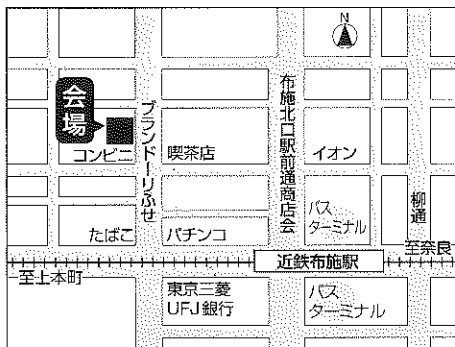 N
会場
コンビニ
ブランドーリふせ
喫茶店
布施北口駅前通商店会
イオン
たばこ
パチンコ
バス
ターミナル
柳通
至奈良
近鉄布施駅
至上本町
東京三菱
UFJ銀行
バス
ターミナル